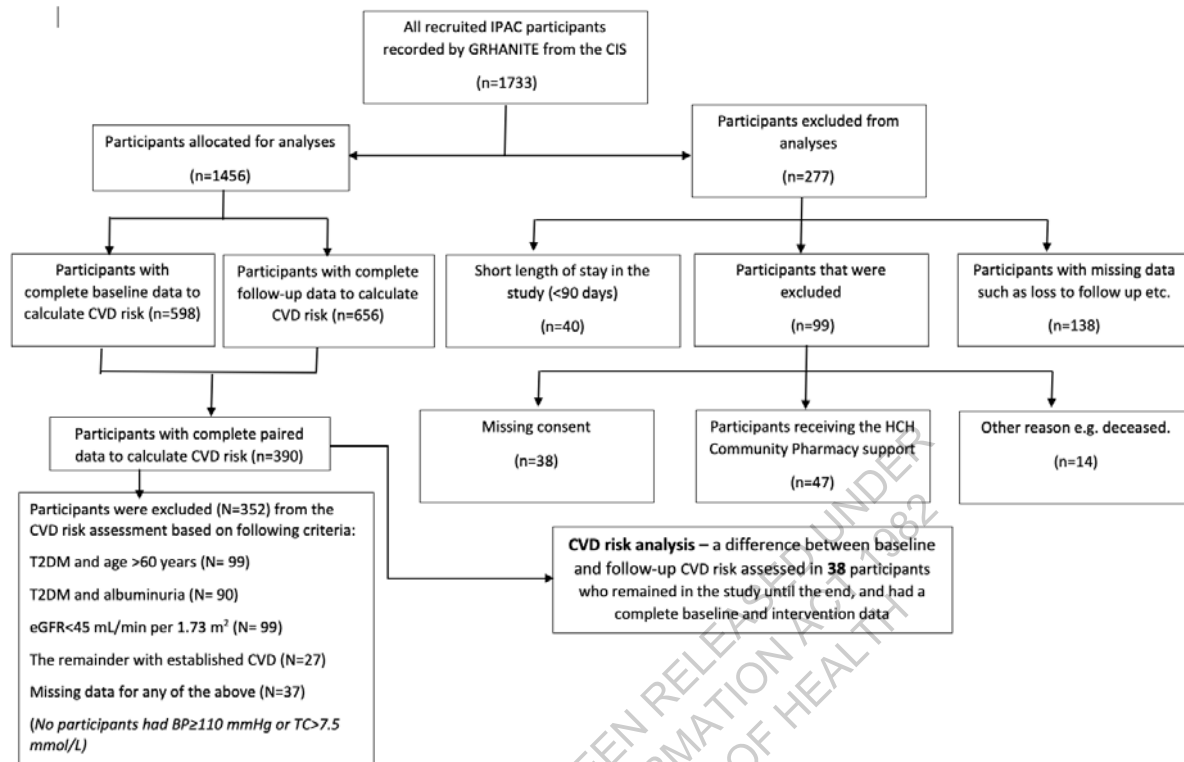 All recruited IPAC participants
recorded by GRHANITE from the CIS
(n=1733)
Participants allocated for analyses
(n=1456)
Participants excluded from
analyses
(n=277)
Participants with
complete baseline data to
calculate CVD risk (n=598)
Participants with complete
follow-up data to calculate
CVD risk (n=656)
Short length of stay in the
study (<90 days)
(n=40)
Participants that were
excluded
(n=99)
Participants with missing data
such as loss to follow up etc.
(n=138)
Participants with complete paired
data to calculate CVD risk (n=390)
Missing consent
(n=38)
Participants receiving the HCH
Community Pharmacy support
(n=47)
Other reason e.g. deceased.
(n=14)
Participants were excluded (N=352) from the
CVD risk assessment based on following criteria:
T2DM and age >60 years (N= 99)
T2DM and albuminuria (N= 90)
eGFR<45 mL/min per 1.73 m² (N= 99)
The remainder with established CVD (N=27)
Missing data for any of the above (N=37)
(No participants had BP≥110 mmHg or TC>7.5
mmol/L)
CVD risk analysis – a difference between baseline
and follow-up CVD risk assessed in 38 participants
who remained in the study until the end, and had a
complete baseline and intervention data
EEN RELEASED UNDER
MATION ACT 1982
OF HEALTH